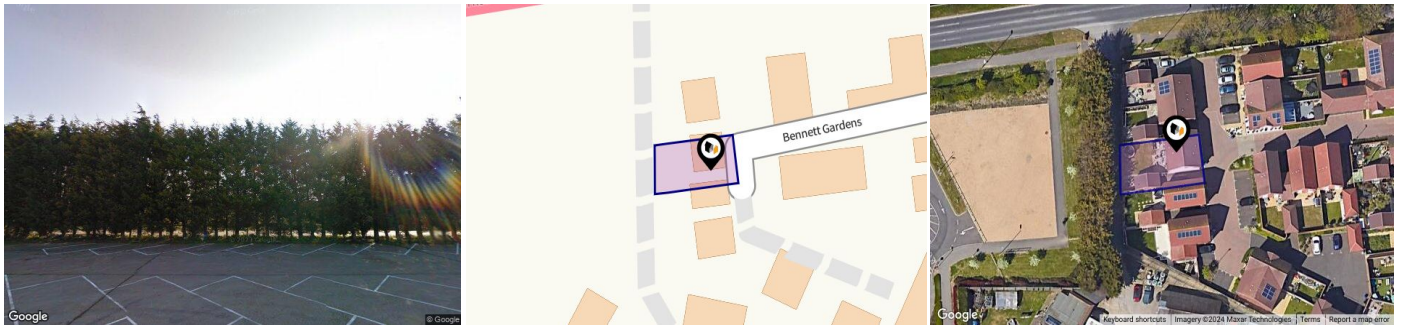 Google
© Google
Bennett Gardens
Google
Keyboard shortcuts
Imagery ©2024 Maxar Technologies
Terms
Report a map error